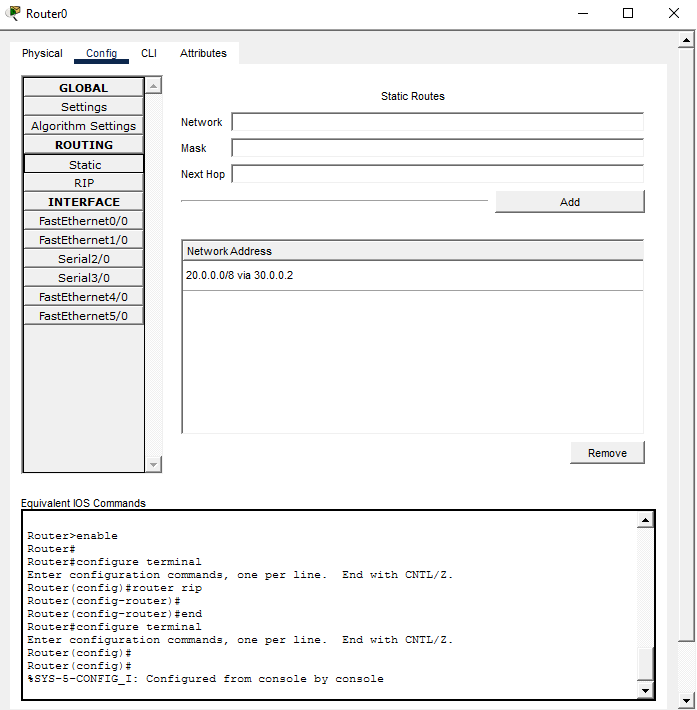 Router0
Physical Config CLI Attributes
GLOBAL
Settings
Algorithm Settings
ROUTING
Static
RIP
INTERFACE
FastEthernet0/0
FastEthernet1/0
Serial2/0
Serial3/0
FastEthernet4/0
FastEthernet5/0
Static Routes
Network
Mask
Next Hop
Add
Network Address
20.0.0.0/8 via 30.0.0.2
Remove
Equivalent IOS Commands
Router>enable
Router#
Router#configure terminal
Enter configuration commands, one per line.  End with CNTL/Z.
Router(config)#router rip
Router(config-router)#
Router(config-router)#end
Router#configure terminal
Enter configuration commands, one per line.  End with CNTL/Z.
Router(config)#
Router(config)#
%SYS-5-CONFIG_I: Configured from console by console